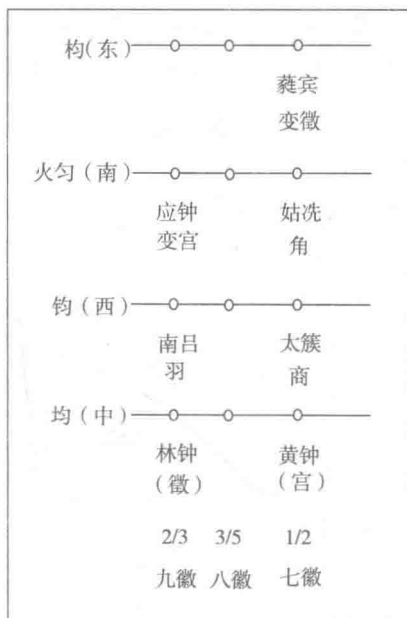 枃(东)
蕤宾
变徵
火匀(南)
应钟 姑冼
变宫 角
钧(西)
南吕 太簇
羽 商
均(中)
林钟 黄钟
(徵) (宫)
2/3 3/5 1/2
九徽 八徽 七徽